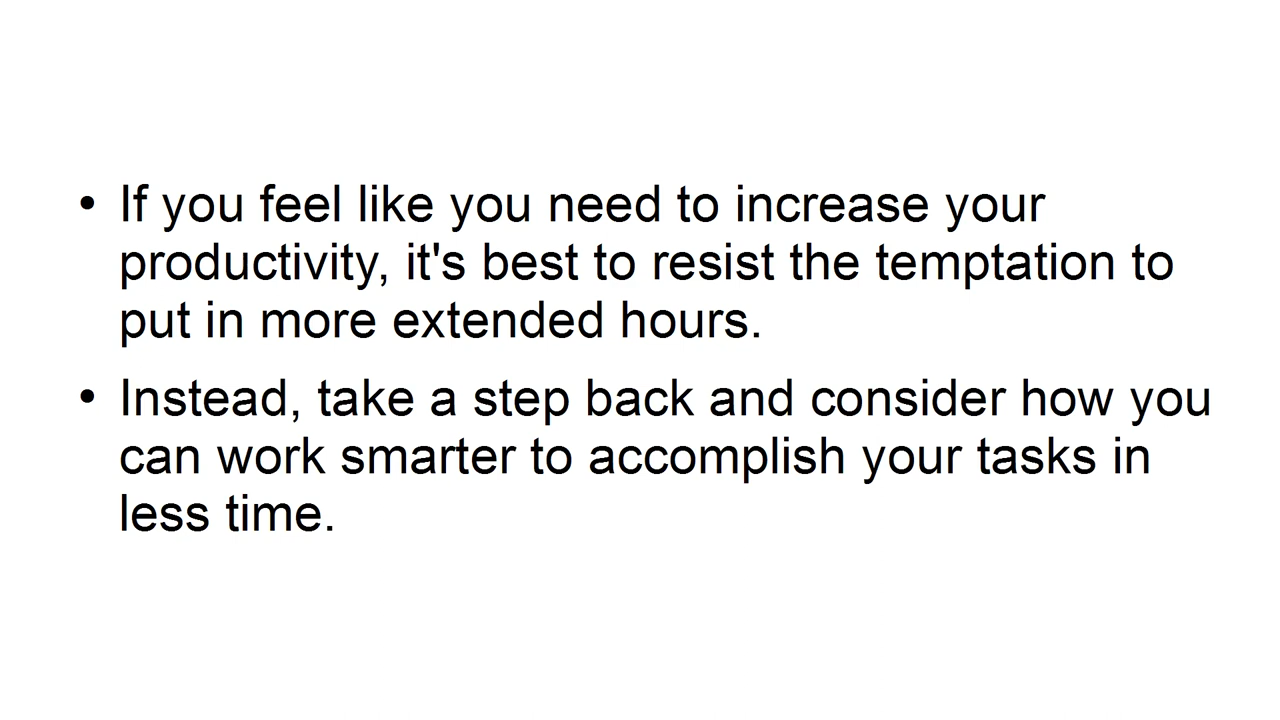 • If you feel like you need to increase your
productivity, it's best to resist the temptation to
put in more extended hours.
• Instead, take a step back and consider how you
can work smarter to accomplish your tasks in
less time.